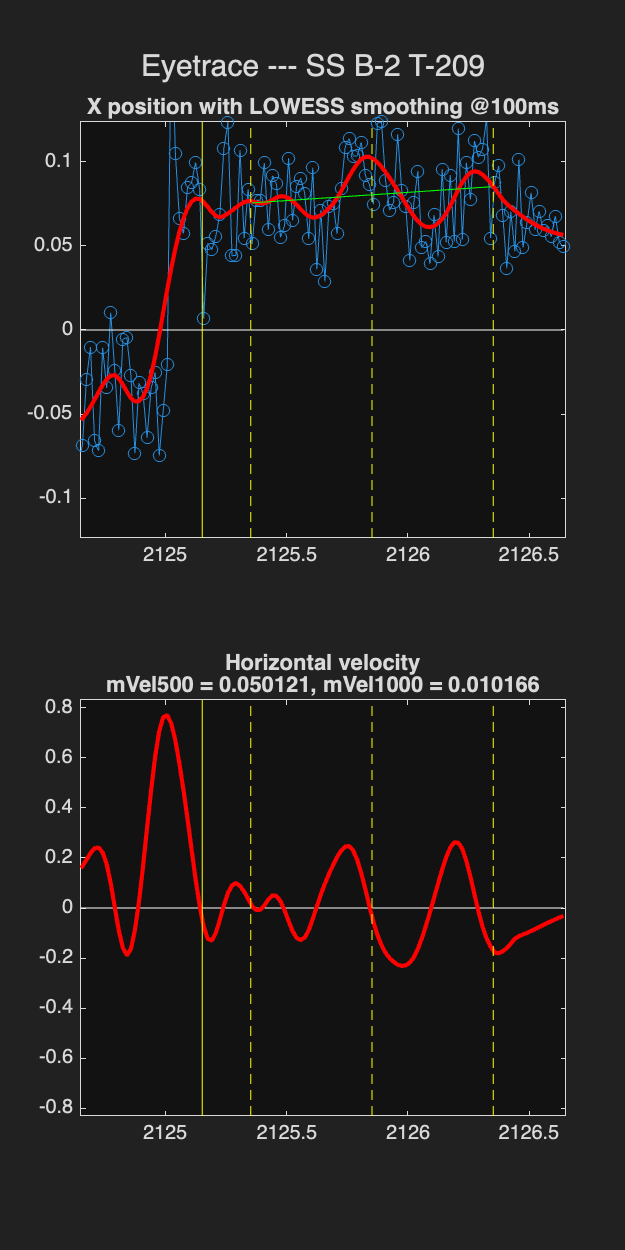 Eyetrace --- SS B-2 T-209
X position with LOWESS smoothing @100ms
0.1
0.05
0
-0.05
-0.1
2125 2125.5 2126 2126.5
Horizontal velocity
mVel500 = 0.050121, mVel1000 = 0.010166
0.8
0.6
0.4
0.2
0
-0.2
-0.4
-0.6
-0.8
2125 2125.5 2126 2126.5